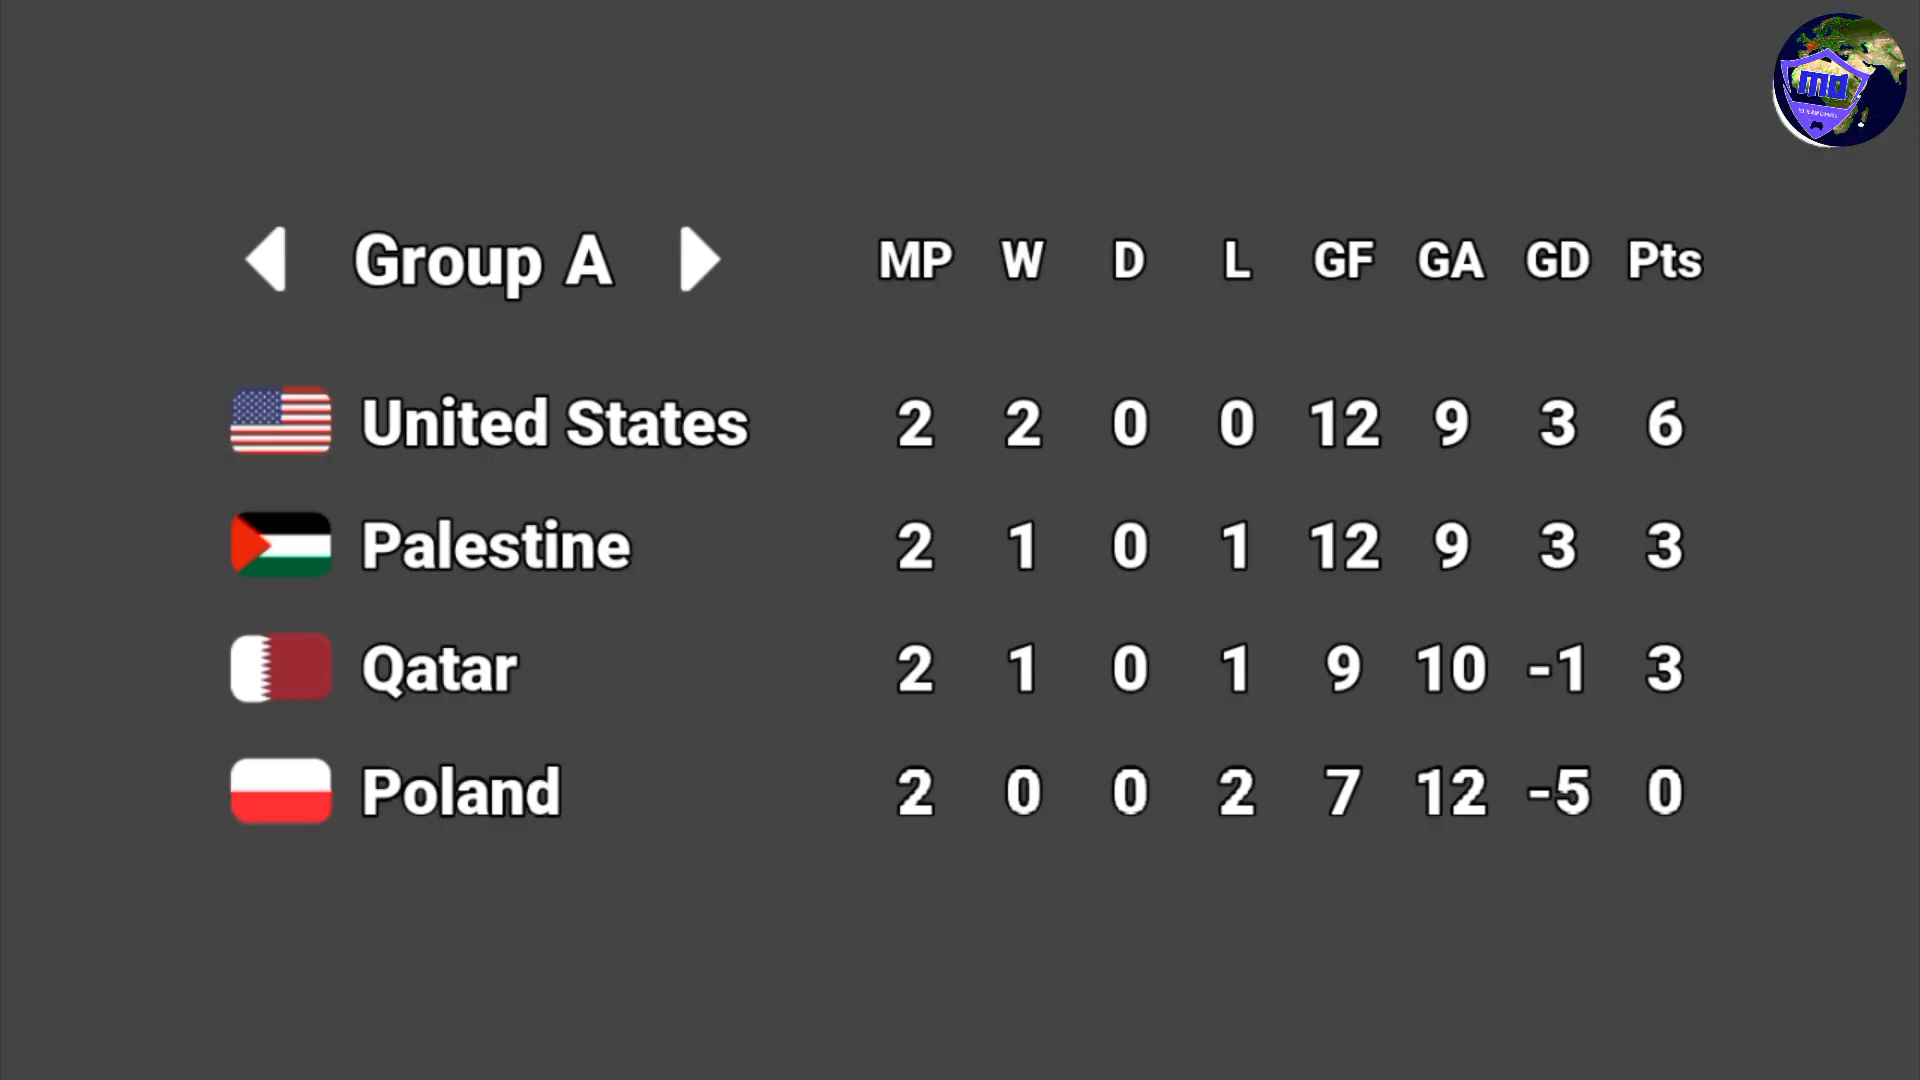 Group A MP W D L GF GA GD Pts
United States 2 2 0 0 12 9 3 6
Palestine 2 1 0 1 12 9 3 3
Qatar 2 1 0 1 9 10 -1 3
Poland 2 0 0 2 7 12 -5 0